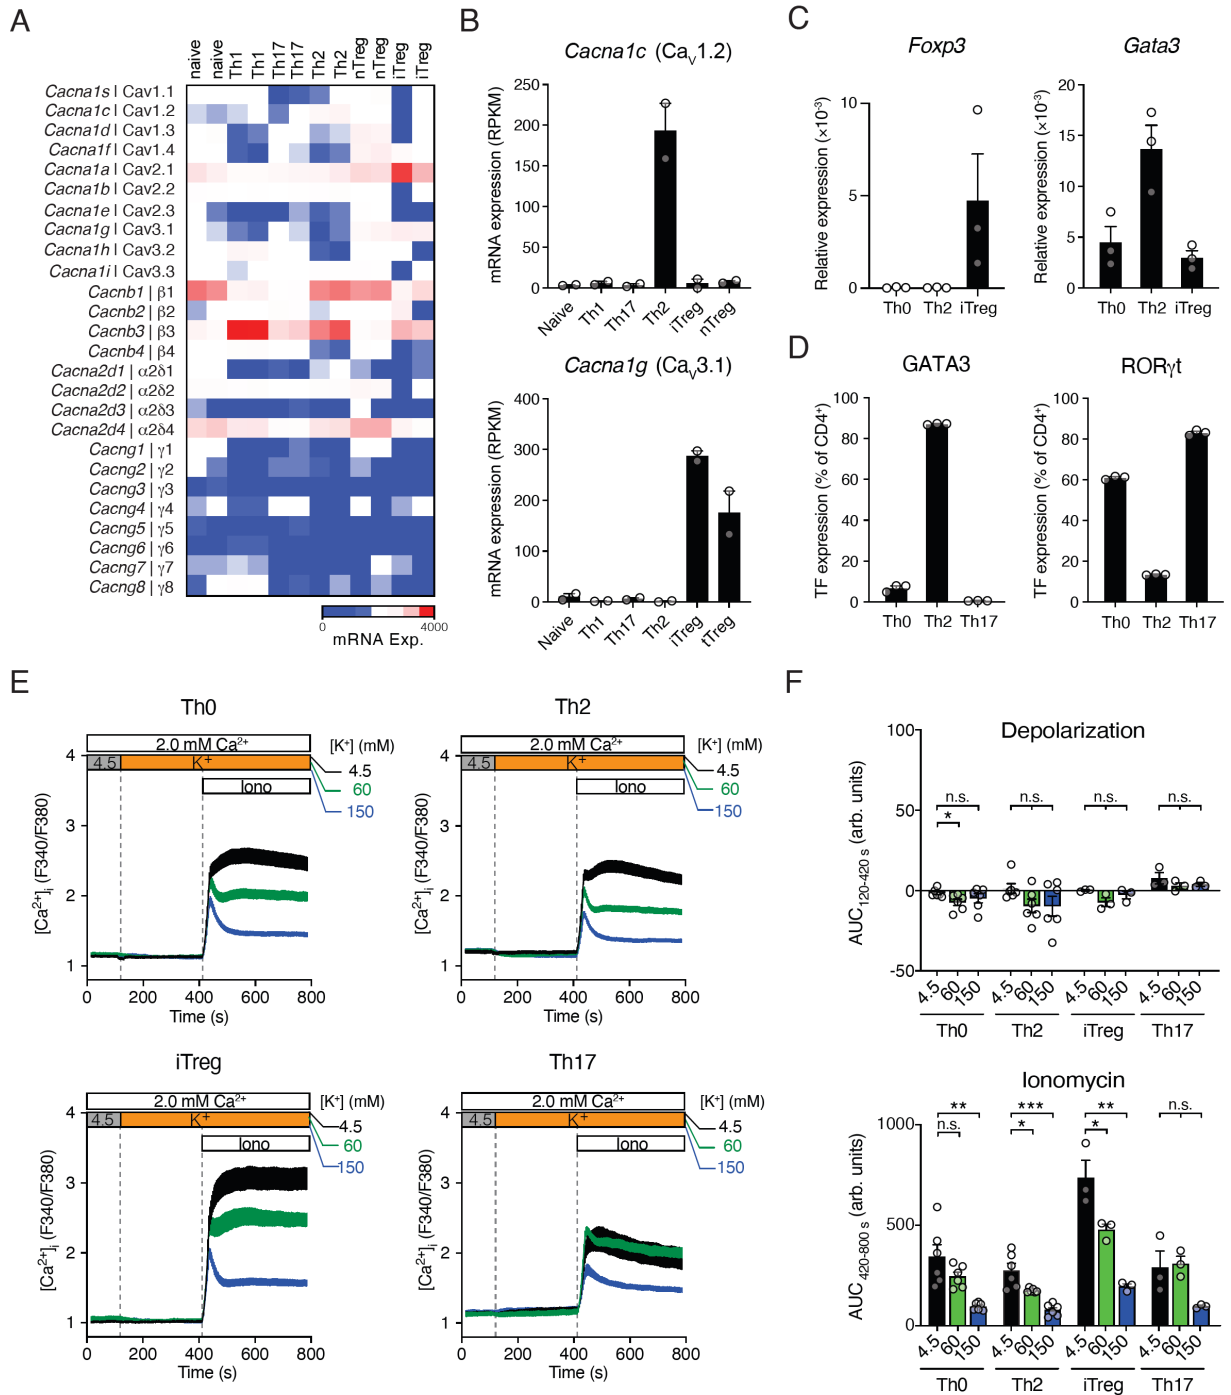 A
naive naive Th1 Th1 Th17 Th17 Th2 Th2 nTreg nTreg iTreg iTreg
Cacna1s | Cav1.1
Cacna1c | Cav1.2
Cacna1d | Cav1.3
Cacna1f | Cav1.4
Cacna1a | Cav2.1
Cacna1b | Cav2.2
Cacna1e | Cav2.3
Cacna1g | Cav3.1
Cacna1h | Cav3.2
Cacna1i | Cav3.3
Cacnb1 | β1
Cacnb2 | β2
Cacnb3 | β3
Cacnb4 | β4
Cacna2d1 | α2δ1
Cacna2d2 | α2δ2
Cacna2d3 | α2δ3
Cacna2d4 | α2δ4
Cacng1 | γ1
Cacng2 | γ2
Cacng3 | γ3
Cacng4 | γ4
Cacng5 | γ5
Cacng6 | γ6
Cacng7 | γ7
Cacng8 | γ8
0 4000
mRNA Exp.
B
Cacna1c (CaV1.2)
mRNA expression (RPKM)
250
200
150
100
50
0
Naive Th1 Th17 Th2 iTreg nTreg
Cacna1g (CaV3.1)
mRNA expression (RPKM)
400
300
200
100
0
Naive Th1 Th17 Th2 iTreg tTreg
C
Foxp3
Relative expression (×10-3)
10
5
0
Th0 Th2 iTreg
Gata3
Relative expression (×10-3)
20
15
10
5
0
Th0 Th2 iTreg
D
GATA3
TF expression (% of CD4+)
100
80
60
40
20
0
Th0 Th2 Th17
RORγt
TF expression (% of CD4+)
100
80
60
40
20
0
Th0 Th2 Th17
E
Th0
2.0 mM Ca2+
[K+] (mM)
4.5 K+
4.5
60
150
Iono
[Ca2+]i (F340/F380)
4
3
2
1
0 200 400 600 800
Time (s)
Th2
2.0 mM Ca2+
[K+] (mM)
4.5 K+
4.5
60
150
Iono
[Ca2+]i (F340/F380)
4
3
2
1
0 200 400 600 800
Time (s)
iTreg
2.0 mM Ca2+
[K+] (mM)
4.5 K+
4.5
60
150
Iono
[Ca2+]i (F340/F380)
4
3
2
1
0 200 400 600 800
Time (s)
Th17
2.0 mM Ca2+
[K+] (mM)
4.5 K+
4.5
60
150
Iono
[Ca2+]i (F340/F380)
4
3
2
1
0 200 400 600 800
Time (s)
F
Depolarization
AUC120-420 s (arb. units)
100
50
0
-50
n.s. n.s. n.s. n.s.
*
4.5 60 150 4.5 60 150 4.5 60 150 4.5 60 150
Th0 Th2 iTreg Th17
Ionomycin
AUC420-800 s (arb. units)
1000
500
0
** *** ** n.s.
n.s. * *
4.5 60 150 4.5 60 150 4.5 60 150 4.5 60 150
Th0 Th2 iTreg Th17